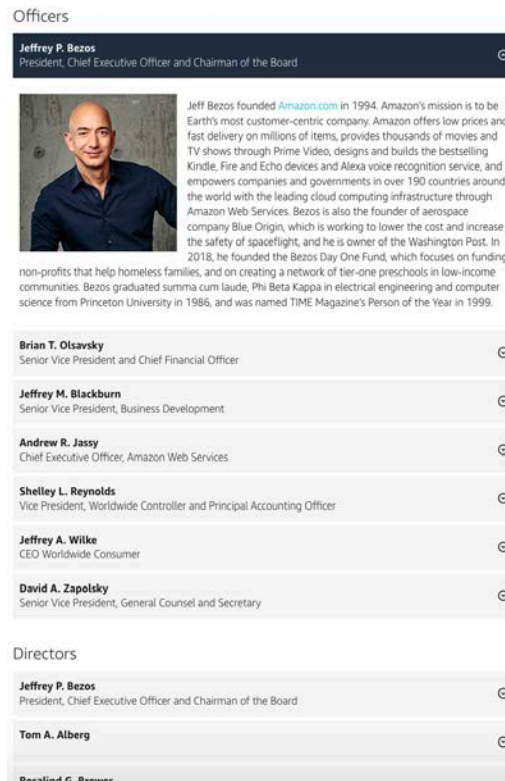 Officers
Jeffrey P. Bezos
President, Chief Executive Officer and Chairman of the Board
Jeff Bezos founded Amazon.com in 1994. Amazon's mission is to be
Earth's most customer-centric company. Amazon offers low prices and
fast delivery on millions of items, provides thousands of movies and
TV shows through Prime Video, designs and builds the bestselling
Kindle, Fire and Echo devices and Alexa voice recognition service, and
empowers companies and governments in over 190 countries around
the world with the leading cloud computing infrastructure through
Amazon Web Services. Bezos is also the founder of aerospace
company Blue Origin, which is working to lower the cost and increase
the safety of spaceflight, and he is owner of the Washington Post. In
2018, he founded the Bezos Day One Fund, which focuses on funding
non-profits that help homeless families, and on creating a network of tier-one preschools in low-income
communities. Bezos graduated summa cum laude, Phi Beta Kappa in electrical engineering and computer
science from Princeton University in 1986, and was named TIME Magazine's Person of the Year in 1999.
Brian T. Olsavsky
Senior Vice President and Chief Financial Officer
Jeffrey M. Blackburn
Senior Vice President, Business Development
Andrew R. Jassy
Chief Executive Officer, Amazon Web Services
Shelley L. Reynolds
Vice President, Worldwide Controller and Principal Accounting Officer
Jeffrey A. Wilke
CEO Worldwide Consumer
David A. Zapolsky
Senior Vice President, General Counsel and Secretary
Directors
Jeffrey P. Bezos
President, Chief Executive Officer and Chairman of the Board
Tom A. Alberg
Rosalind G. Brewer